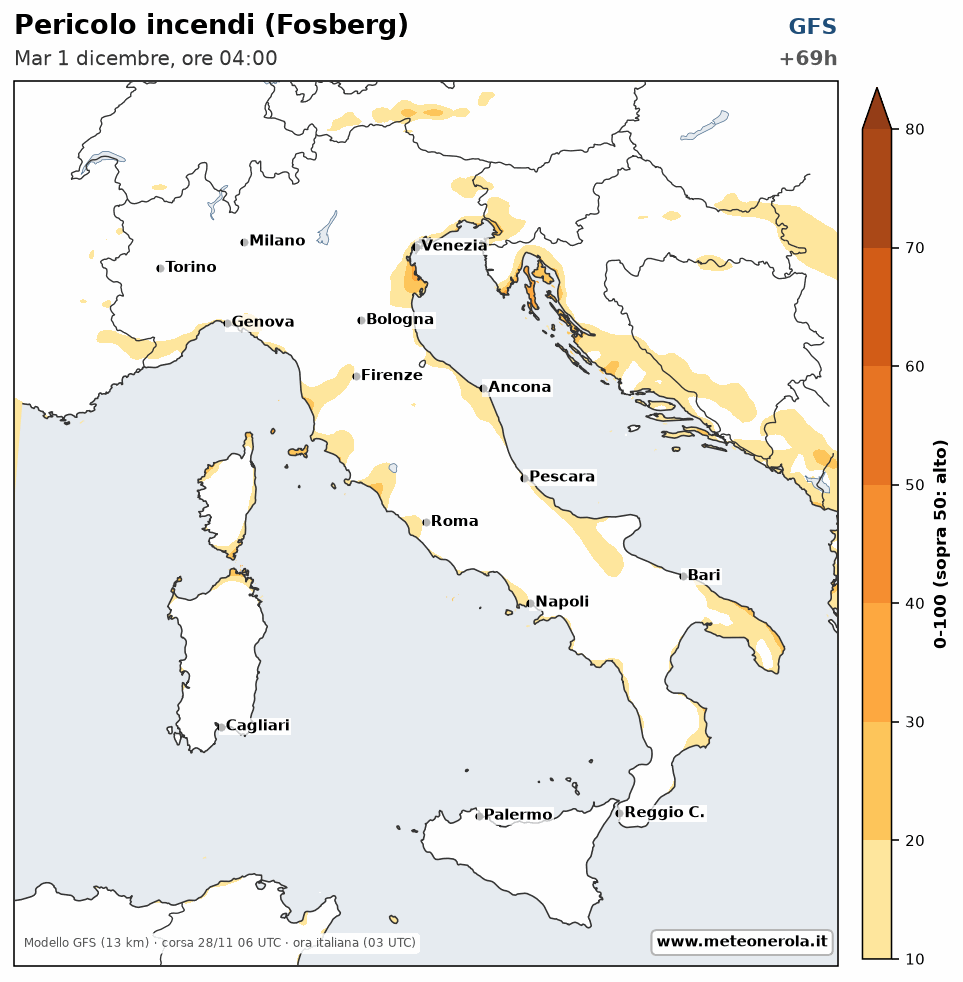 Pericolo incendi (Fosberg)
GFS
Mar 1 dicembre, ore 04:00
+69h
Milano
Venezia
Torino
Genova
Bologna
Firenze
Ancona
Pescara
Roma
Bari
Napoli
Cagliari
Palermo
Reggio C.
80
70
60
50
40
30
20
10
0-100 (sopra 50: alto)
Modello GFS (13 km) · corsa 28/11 06 UTC · ora italiana (03 UTC)
www.meteonerola.it